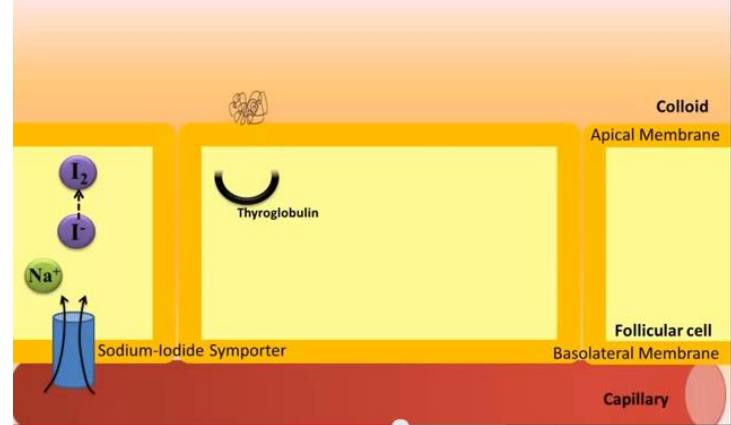 Colloid
Apical Membrane
I₂
I⁻
Thyroglobulin
Na⁺
Follicular cell
Sodium-Iodide Symporter
Basolateral Membrane
Capillary